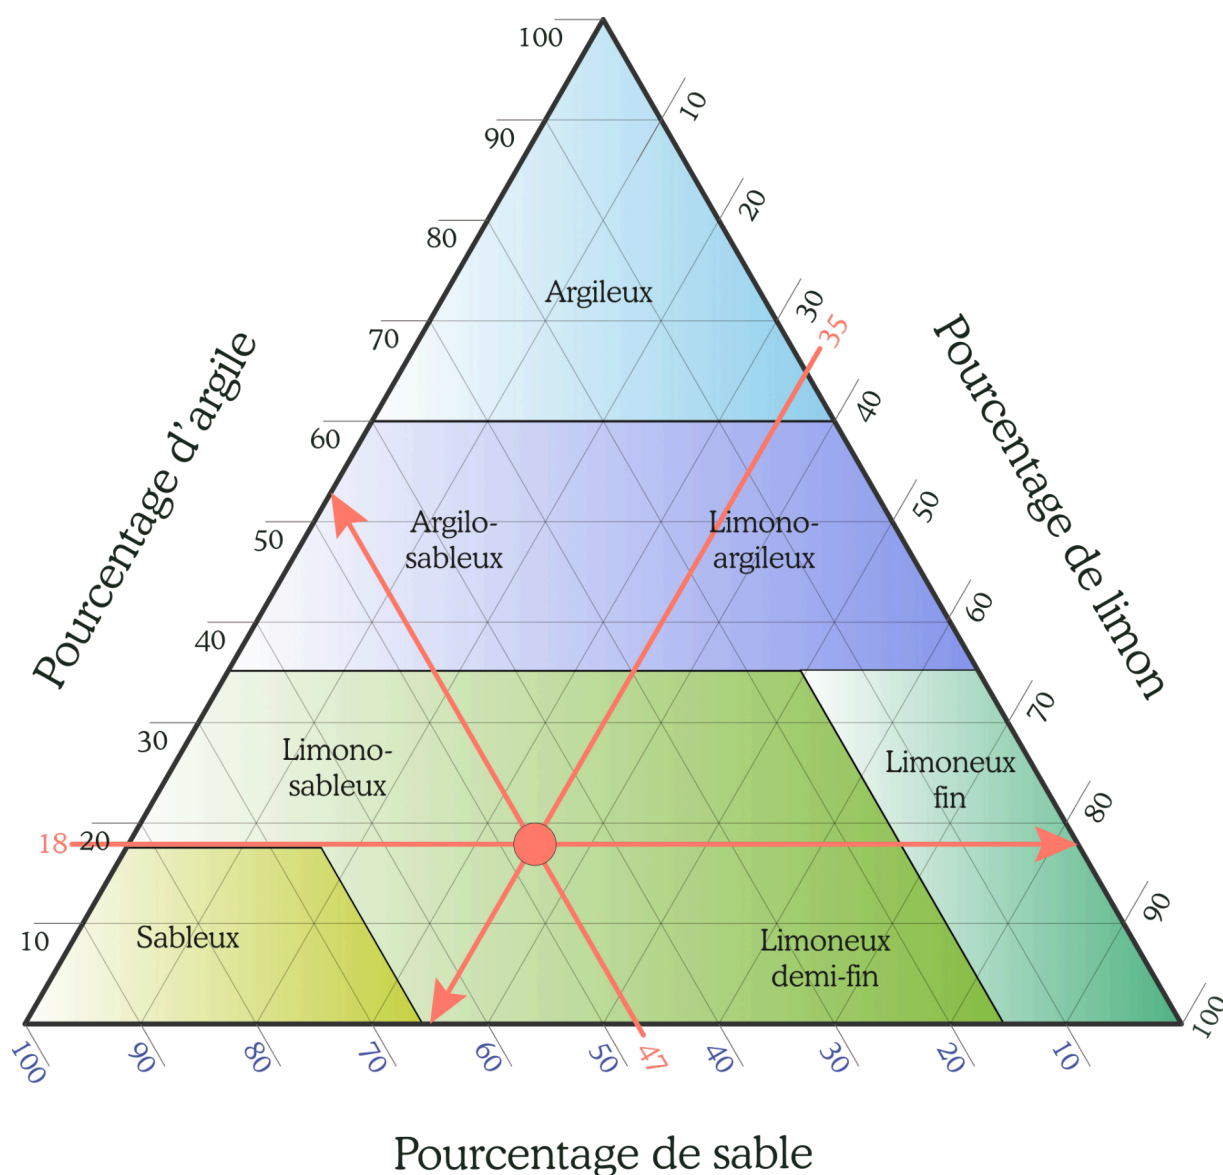 100
10
90
20
80
Argileux
30
70
35
40
60
Pourcentage d’argile
Pourcentage de limon
50
Argilo-
sableux
Limono-
argileux
50
60
40
70
30
Limono-
sableux
Limoneux
fin
80
18
20
90
10
Sableux
Limoneux
demi-fin
100
100
90
80
70
60
50
47
40
30
20
10
Pourcentage de sable